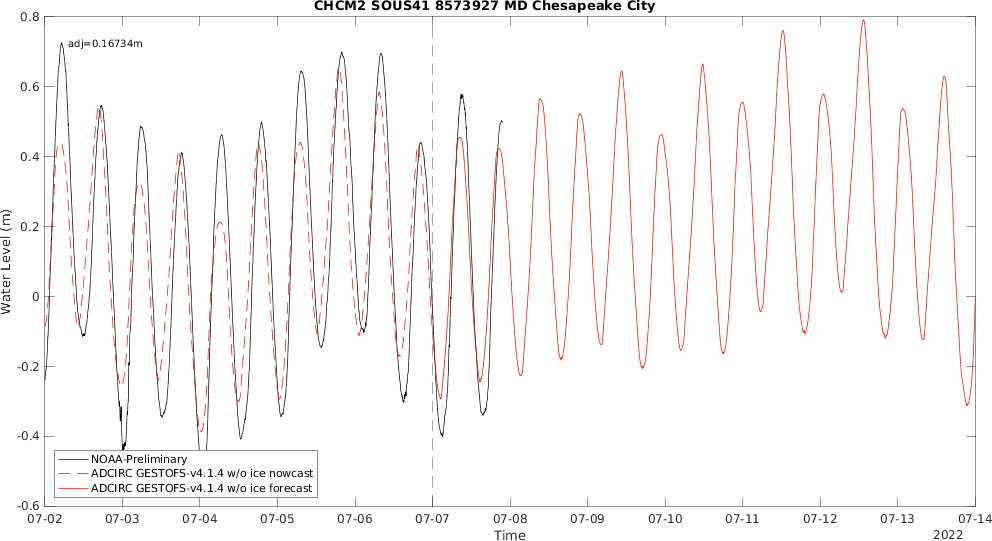 CHCM2 SOUS41 8573927 MD Chesapeake City
adj=0.16734m
0.8
0.6
0.4
0.2
0
-0.2
-0.4
-0.6
Water Level (m)
NOAA-Preliminary
ADCIRC GESTOFS-v4.1.4 w/o ice nowcast
ADCIRC GESTOFS-v4.1.4 w/o ice forecast
07-02 07-03 07-04 07-05 07-06 07-07 07-08 07-09 07-10 07-11 07-12 07-13 07-14
Time
2022